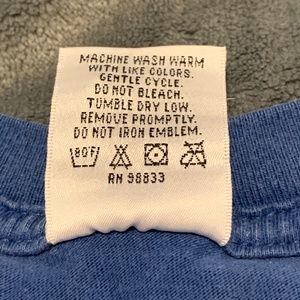 MACHINE WASH WARM
WITH LIKE COLORS.
GENTLE CYCLE.
DO NOT BLEACH.
TUMBLE DRY LOW.
REMOVE PROMPTLY.
DO NOT IRON EMBLEM.
180°F
RN 98833